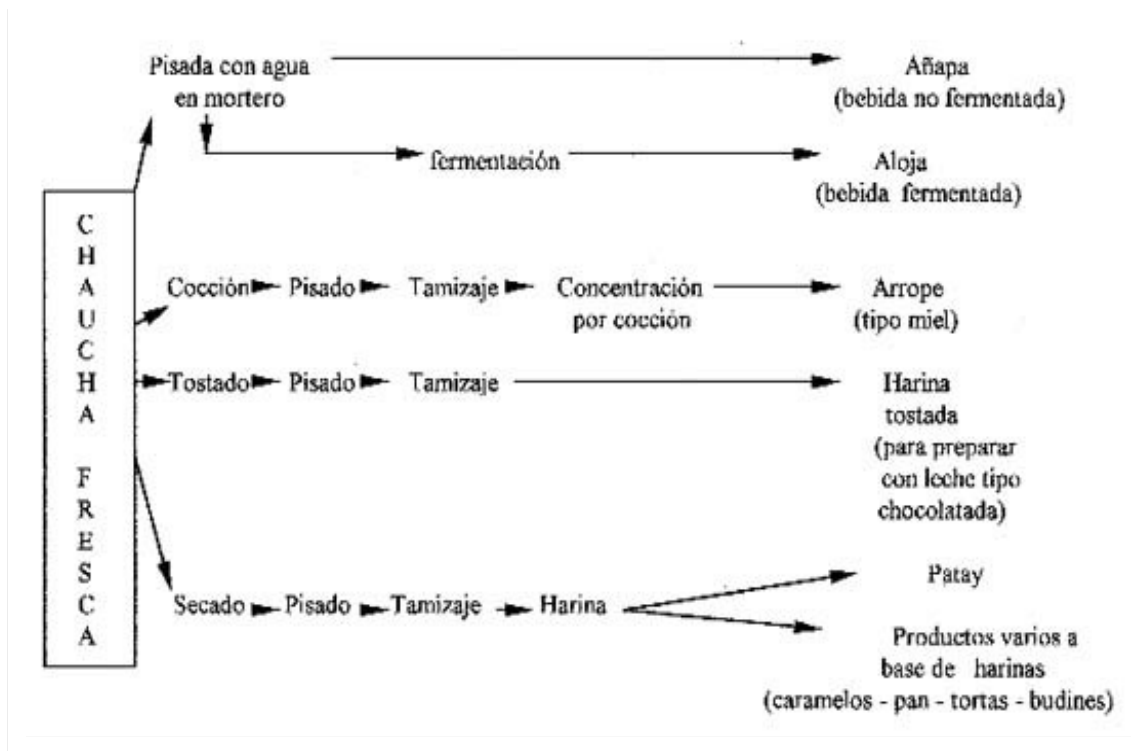 Pisada con agua
en mortero
Añapa
(bebida no fermentada)
fermentación
Aloja
(bebida fermentada)
CHAUCHA FRESCA
Cocción
Pisado
Tamizaje
Concentración
por cocción
Arrope
(tipo miel)
Tostado
Pisado
Tamizaje
Harina
tostada
(para preparar
con leche tipo
chocolatada)
Secado
Pisado
Tamizaje
Harina
Patay
Productos varios a
base de harinas
(caramelos - pan - tortas - budines)